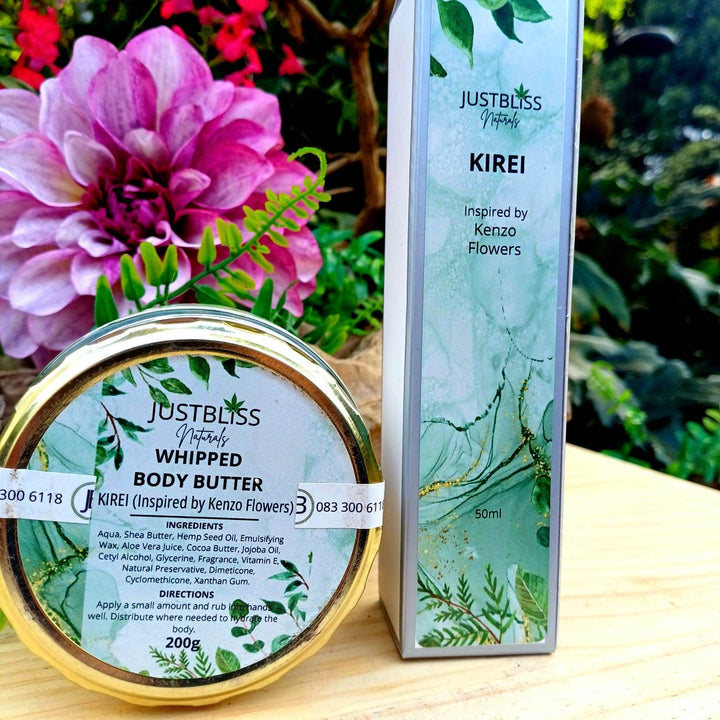 JUSTBLISS
Naturals
WHIPPED
BODY BUTTER
KIREI (Inspired by Kenzo Flowers)
300 6118
083 300 6118
INGREDIENTS
Aqua, Shea Butter, Hemp Seed Oil, Emulsifying
Wax, Aloe Vera Juice, Cocoa Butter, Jojoba Oil,
Cetyl Alcohol, Glycerine, Fragrance, Vitamin E,
Natural Preservative, Dimeticone,
Cyclomethicone, Xanthan Gum.
DIRECTIONS
Apply a small amount and rub into hands
well. Distribute where needed to hydrate the
body.
200g
JUSTBLISS
Naturals
KIREI
Inspired by
Kenzo
Flowers
50ml